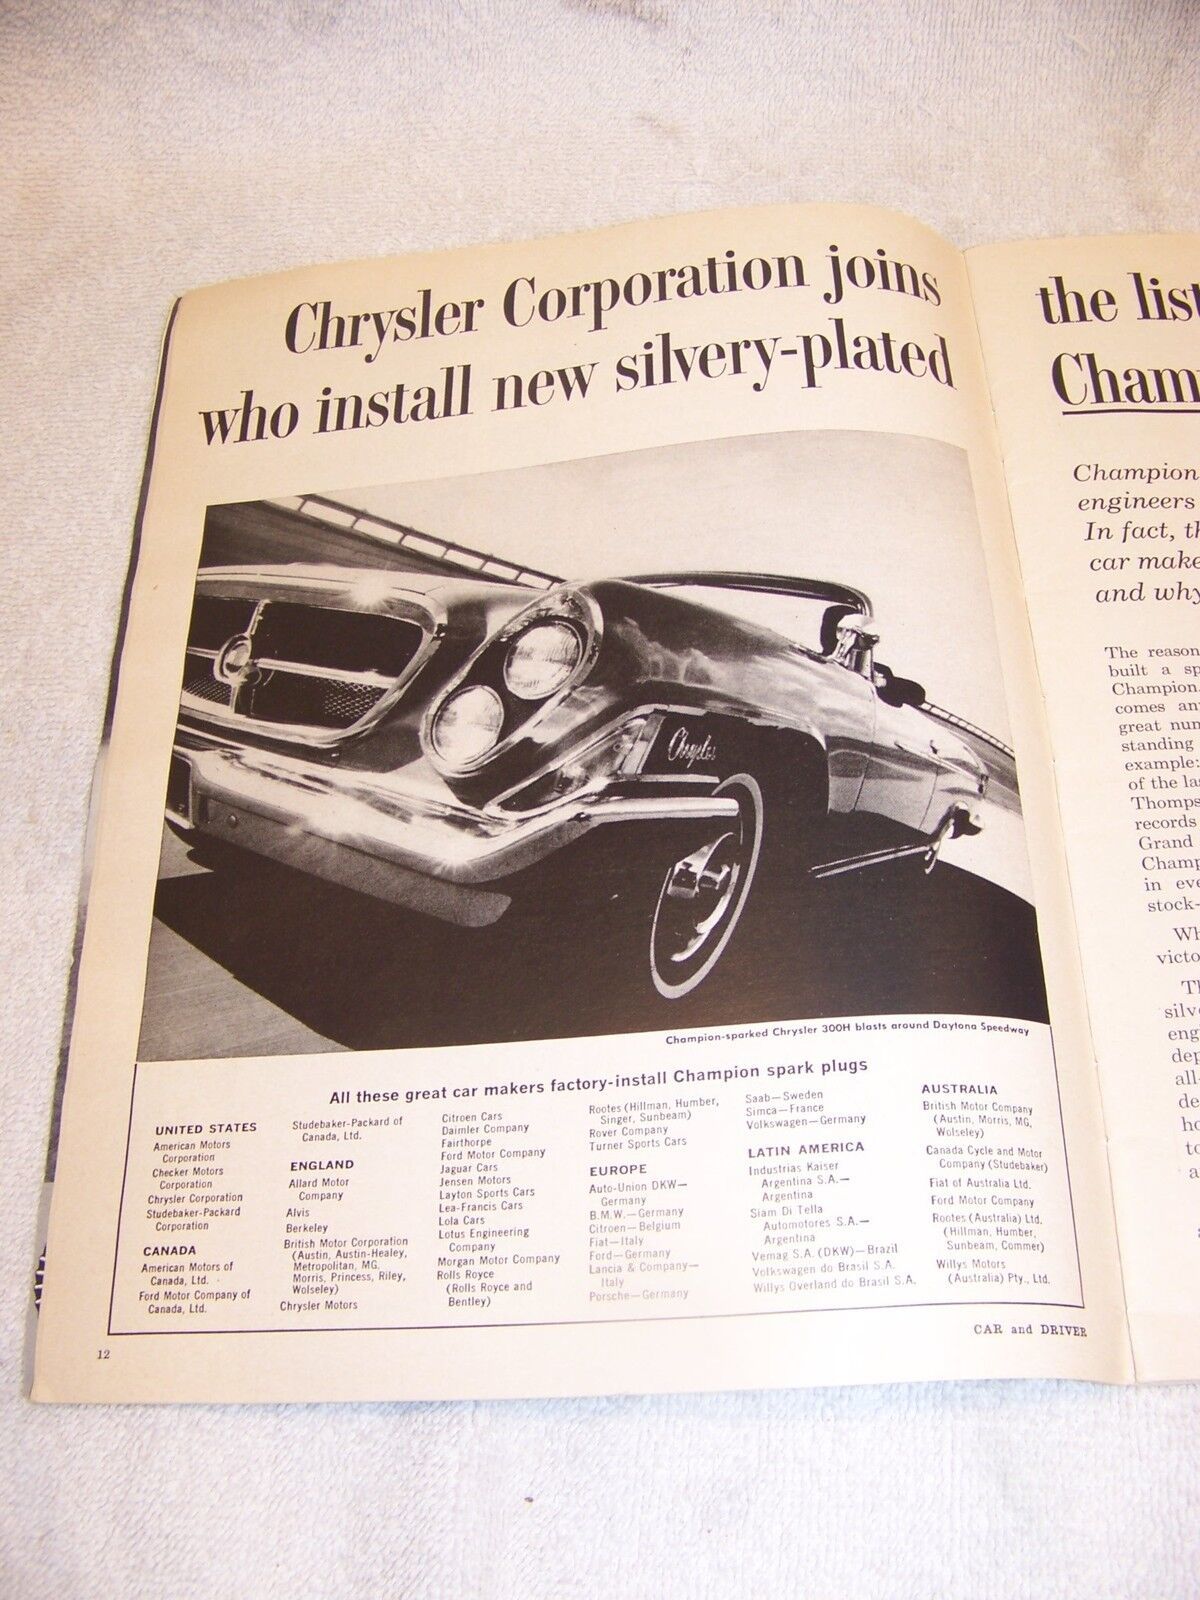 Chrysler Corporation joins
who install new silvery-plated
Chrysler
Champion-sparked Chrysler 300H blasts around Daytona Speedway
All these great car makers factory-install Champion spark plugs
UNITED STATES
American Motors
Corporation
Checker Motors
Corporation
Chrysler Corporation
Studebaker-Packard
Corporation
CANADA
American Motors of
Canada, Ltd.
Ford Motor Company of
Canada, Ltd.
Studebaker-Packard of
Canada, Ltd.
ENGLAND
Allard Motor
Company
Alvis
Berkeley
British Motor Corporation
(Austin, Austin-Healey,
Metropolitan, MG,
Morris, Princess, Riley,
Wolseley)
Chrysler Motors
Citroen Cars
Daimler Company
Fairthorpe
Ford Motor Company
Jaguar Cars
Jensen Motors
Layton Sports Cars
Lea-Francis Cars
Lola Cars
Lotus Engineering
Company
Morgan Motor Company
Rolls Royce
(Rolls Royce and
Bentley)
Rootes (Hillman, Humber,
Singer, Sunbeam)
Rover Company
Turner Sports Cars
EUROPE
Auto-Union DKW—
Germany
B.M.W.—Germany
Citroen—Belgium
Fiat—Italy
Ford—Germany
Lancia & Company—
Italy
Porsche—Germany
Saab—Sweden
Simca—France
Volkswagen—Germany
LATIN AMERICA
Industrias Kaiser
Argentina S.A.—
Argentina
Siam Di Tella
Automotores S.A.—
Argentina
Vemag S.A. (DKW)—Brazil
Volkswagen do Brasil S.A.
Willys Overland do Brasil S.A.
AUSTRALIA
British Motor Company
(Austin, Morris, MG,
Wolseley)
Canada Cycle and Motor
Company (Studebaker)
Fiat of Australia Ltd.
Ford Motor Company
Rootes (Australia) Ltd.
(Hillman, Humber,
Sunbeam, Commer)
Willys Motors
(Australia) Pty., Ltd.
12
CAR and DRIVER
the list
Cham
Champion
engineers
In fact, th
car make
and why
The reason
built a sp
Champion
comes an
great num
standing
example:
of the la
Thomps
records
Grand
Champ
in eve
stock-
Wh
victo
Th
silv
eng
dep
all-
de
ho
to
a